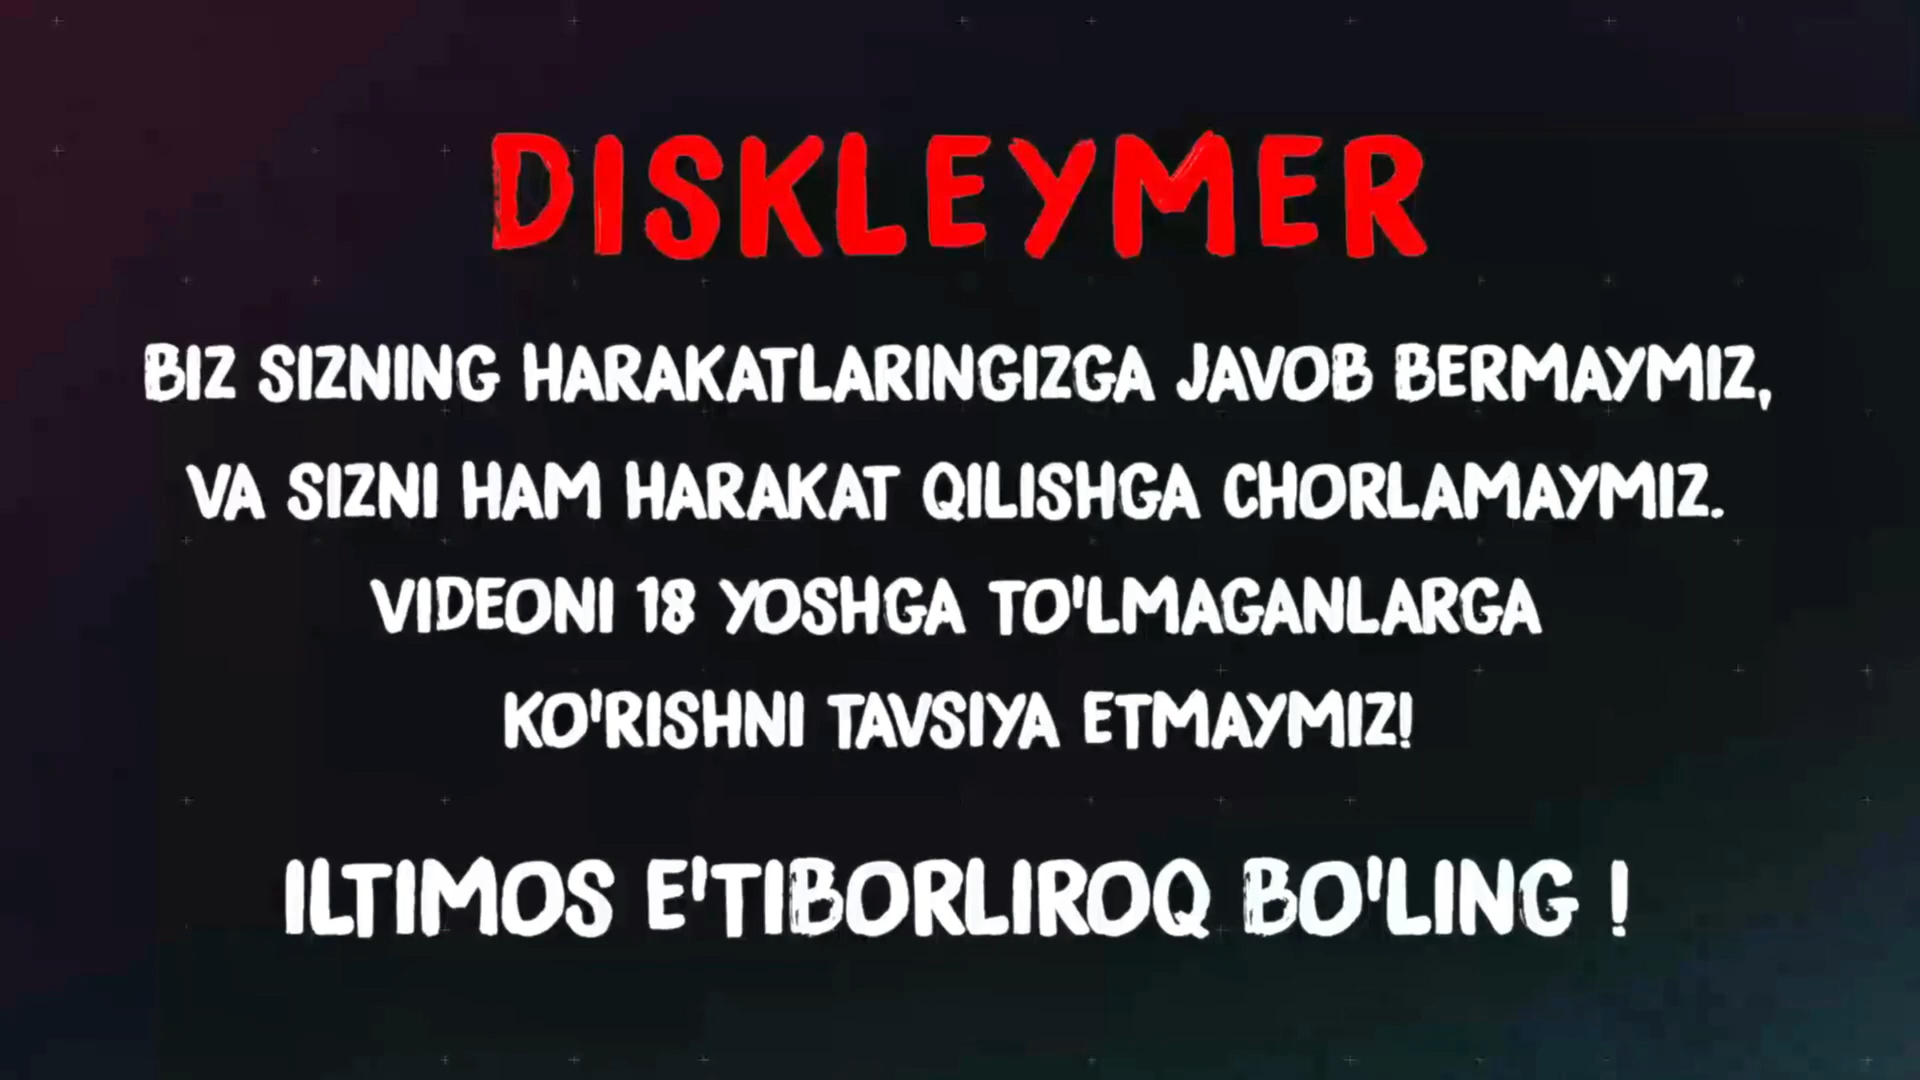 DISKLEYMER
BIZ SIZNING HARAKATLARINGIZGA JAVOB BERMAYMIZ,
VA SIZNI HAM HARAKAT QILISHGA CHORLAMAYMIZ.
VIDEONI 18 YOSHGA TO'LMAGANLARGA
KO'RISHNI TAVSIYA ETMAYMIZ!
ILTIMOS E'TIBORLIROQ BO'LING !